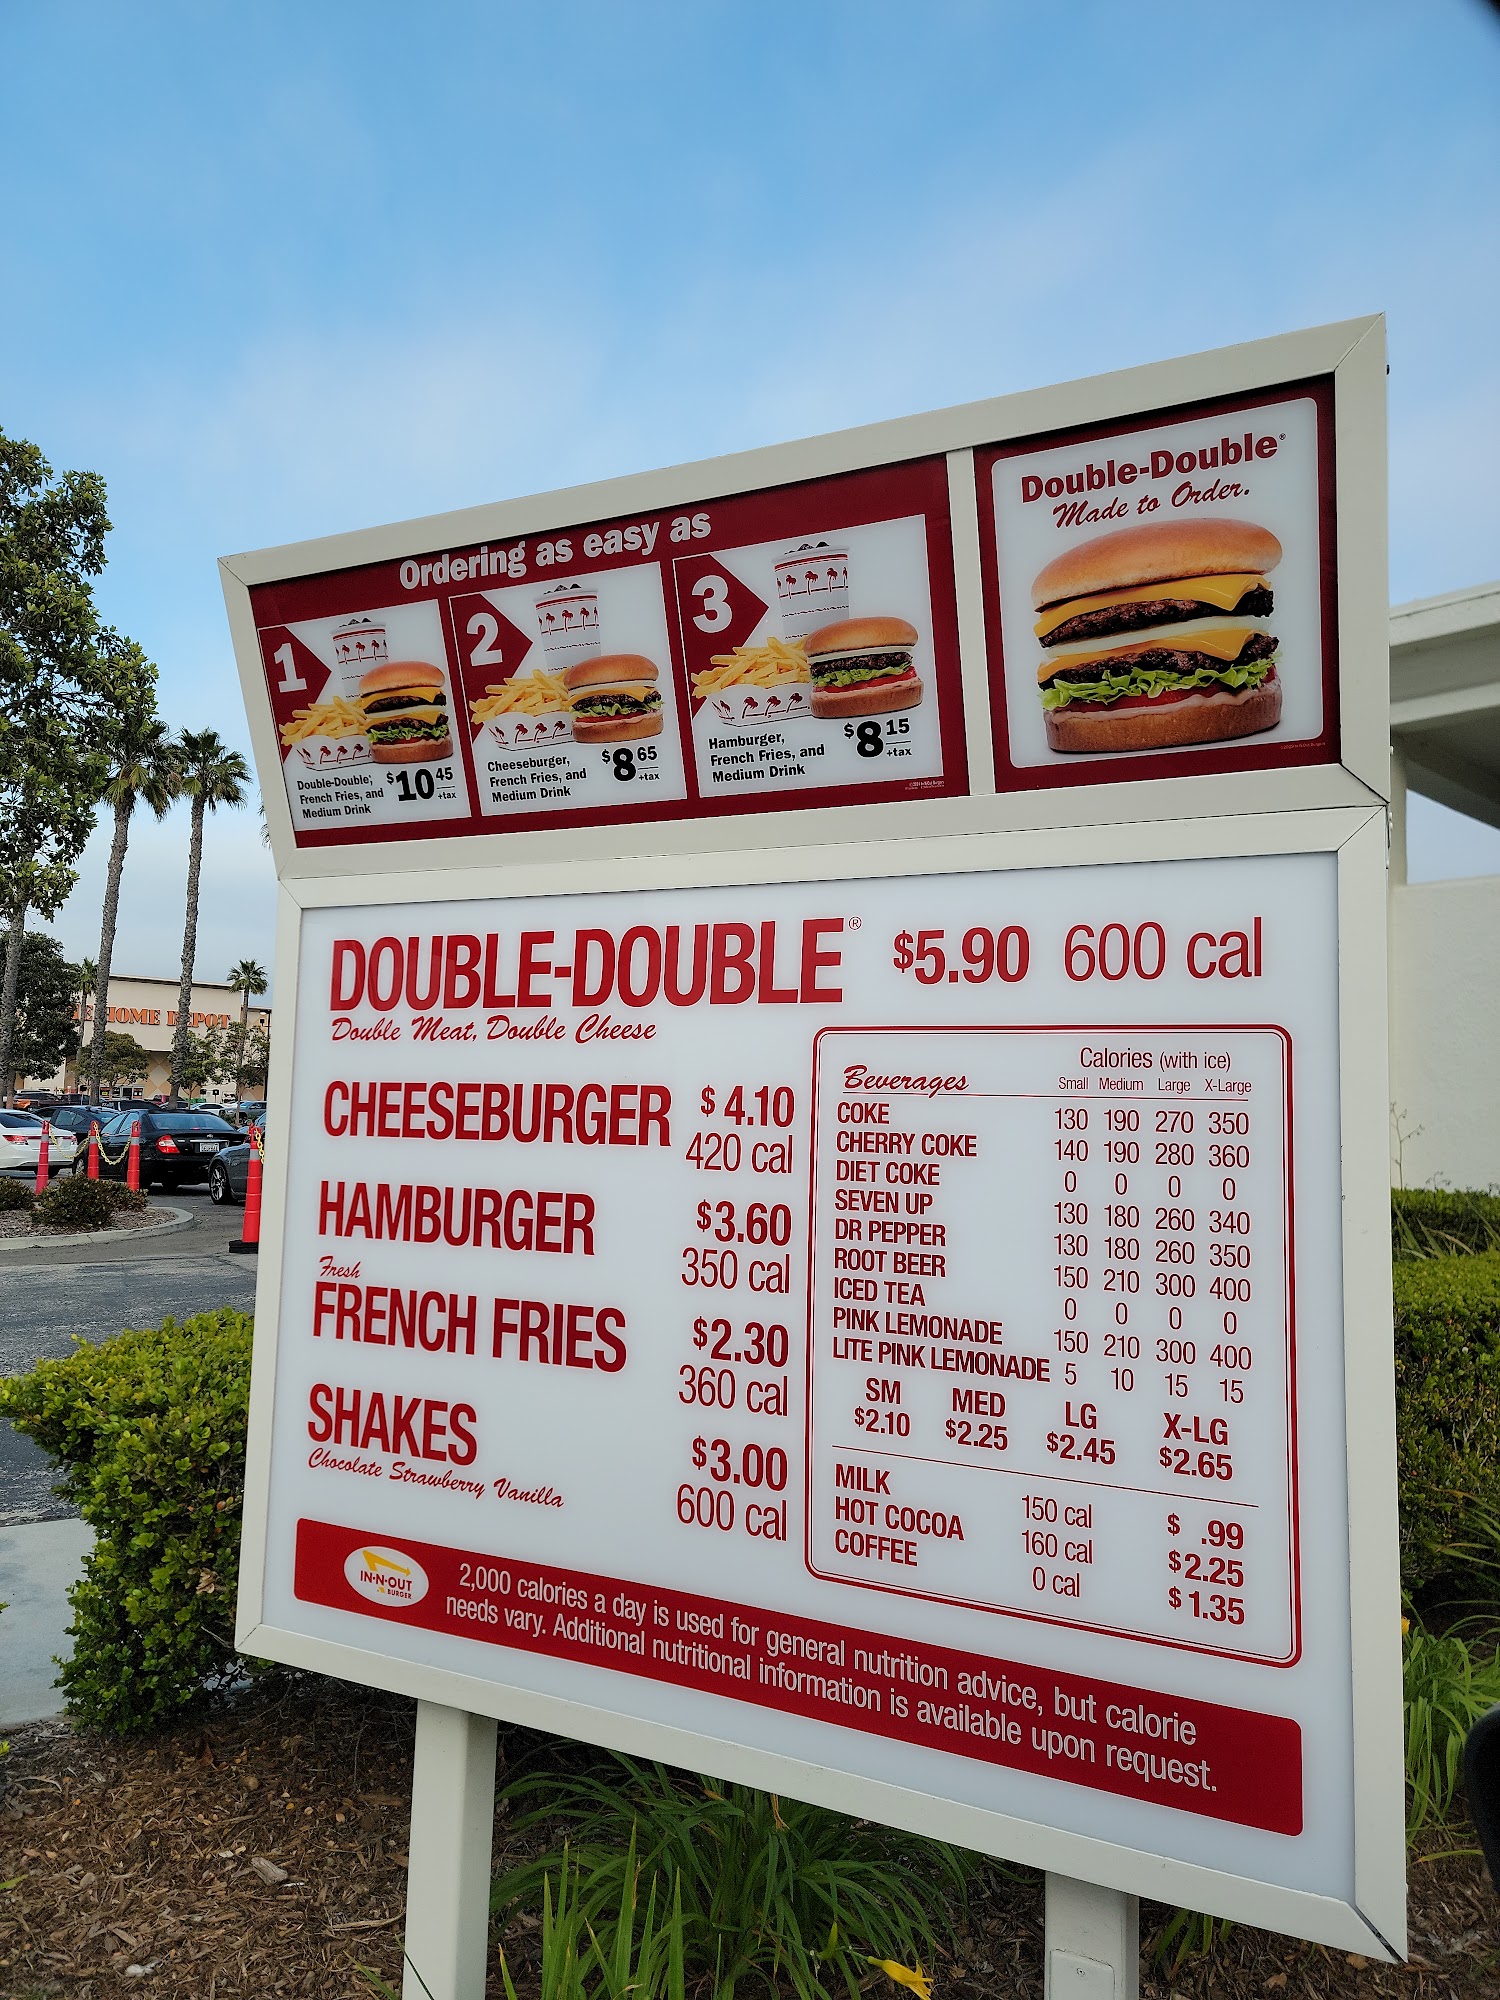 Ordering as easy as
1
Double-Double,
French Fries, and
Medium Drink
$10 45
+tax
2
Cheeseburger,
French Fries, and
Medium Drink
$8 65
+tax
3
Hamburger,
French Fries, and
Medium Drink
$8 15
+tax
Double-Double®
Made to Order.
DOUBLE-DOUBLE® $5.90 600 cal
Double Meat, Double Cheese
CHEESEBURGER $4.10
420 cal
HAMBURGER $3.60
350 cal
Fresh
FRENCH FRIES $2.30
360 cal
SHAKES $3.00
Chocolate Strawberry Vanilla 600 cal
Calories (with ice)
Beverages Small Medium Large X-Large
COKE 130 190 270 350
CHERRY COKE 140 190 280 360
DIET COKE 0 0 0 0
SEVEN UP 130 180 260 340
DR PEPPER 130 180 260 350
ROOT BEER 150 210 300 400
ICED TEA 0 0 0 0
PINK LEMONADE 150 210 300 400
LITE PINK LEMONADE 5 10 15 15
SM MED LG X-LG
$2.10 $2.25 $2.45 $2.65
MILK 150 cal $ .99
HOT COCOA 160 cal $2.25
COFFEE 0 cal $1.35
IN-N-OUT
BURGER
2,000 calories a day is used for general nutrition advice, but calorie
needs vary. Additional nutritional information is available upon request.
HOME DEPOT